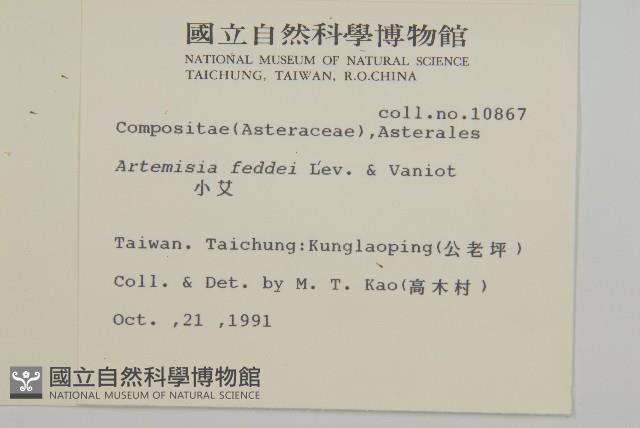 國立自然科學博物館
NATIONAL MUSEUM OF NATURAL SCIENCE
TAICHUNG, TAIWAN, R.O.CHINA
coll.no.10867
Compositae(Asteraceae),Asterales
Artemisia feddei Lév. & Vaniot
小艾
Taiwan. Taichung:Kunglaoping(公老坪)
Coll. & Det. by M. T. Kao(高木村)
Oct. ,21 ,1991
國立自然科學博物館
NATIONAL MUSEUM OF NATURAL SCIENCE